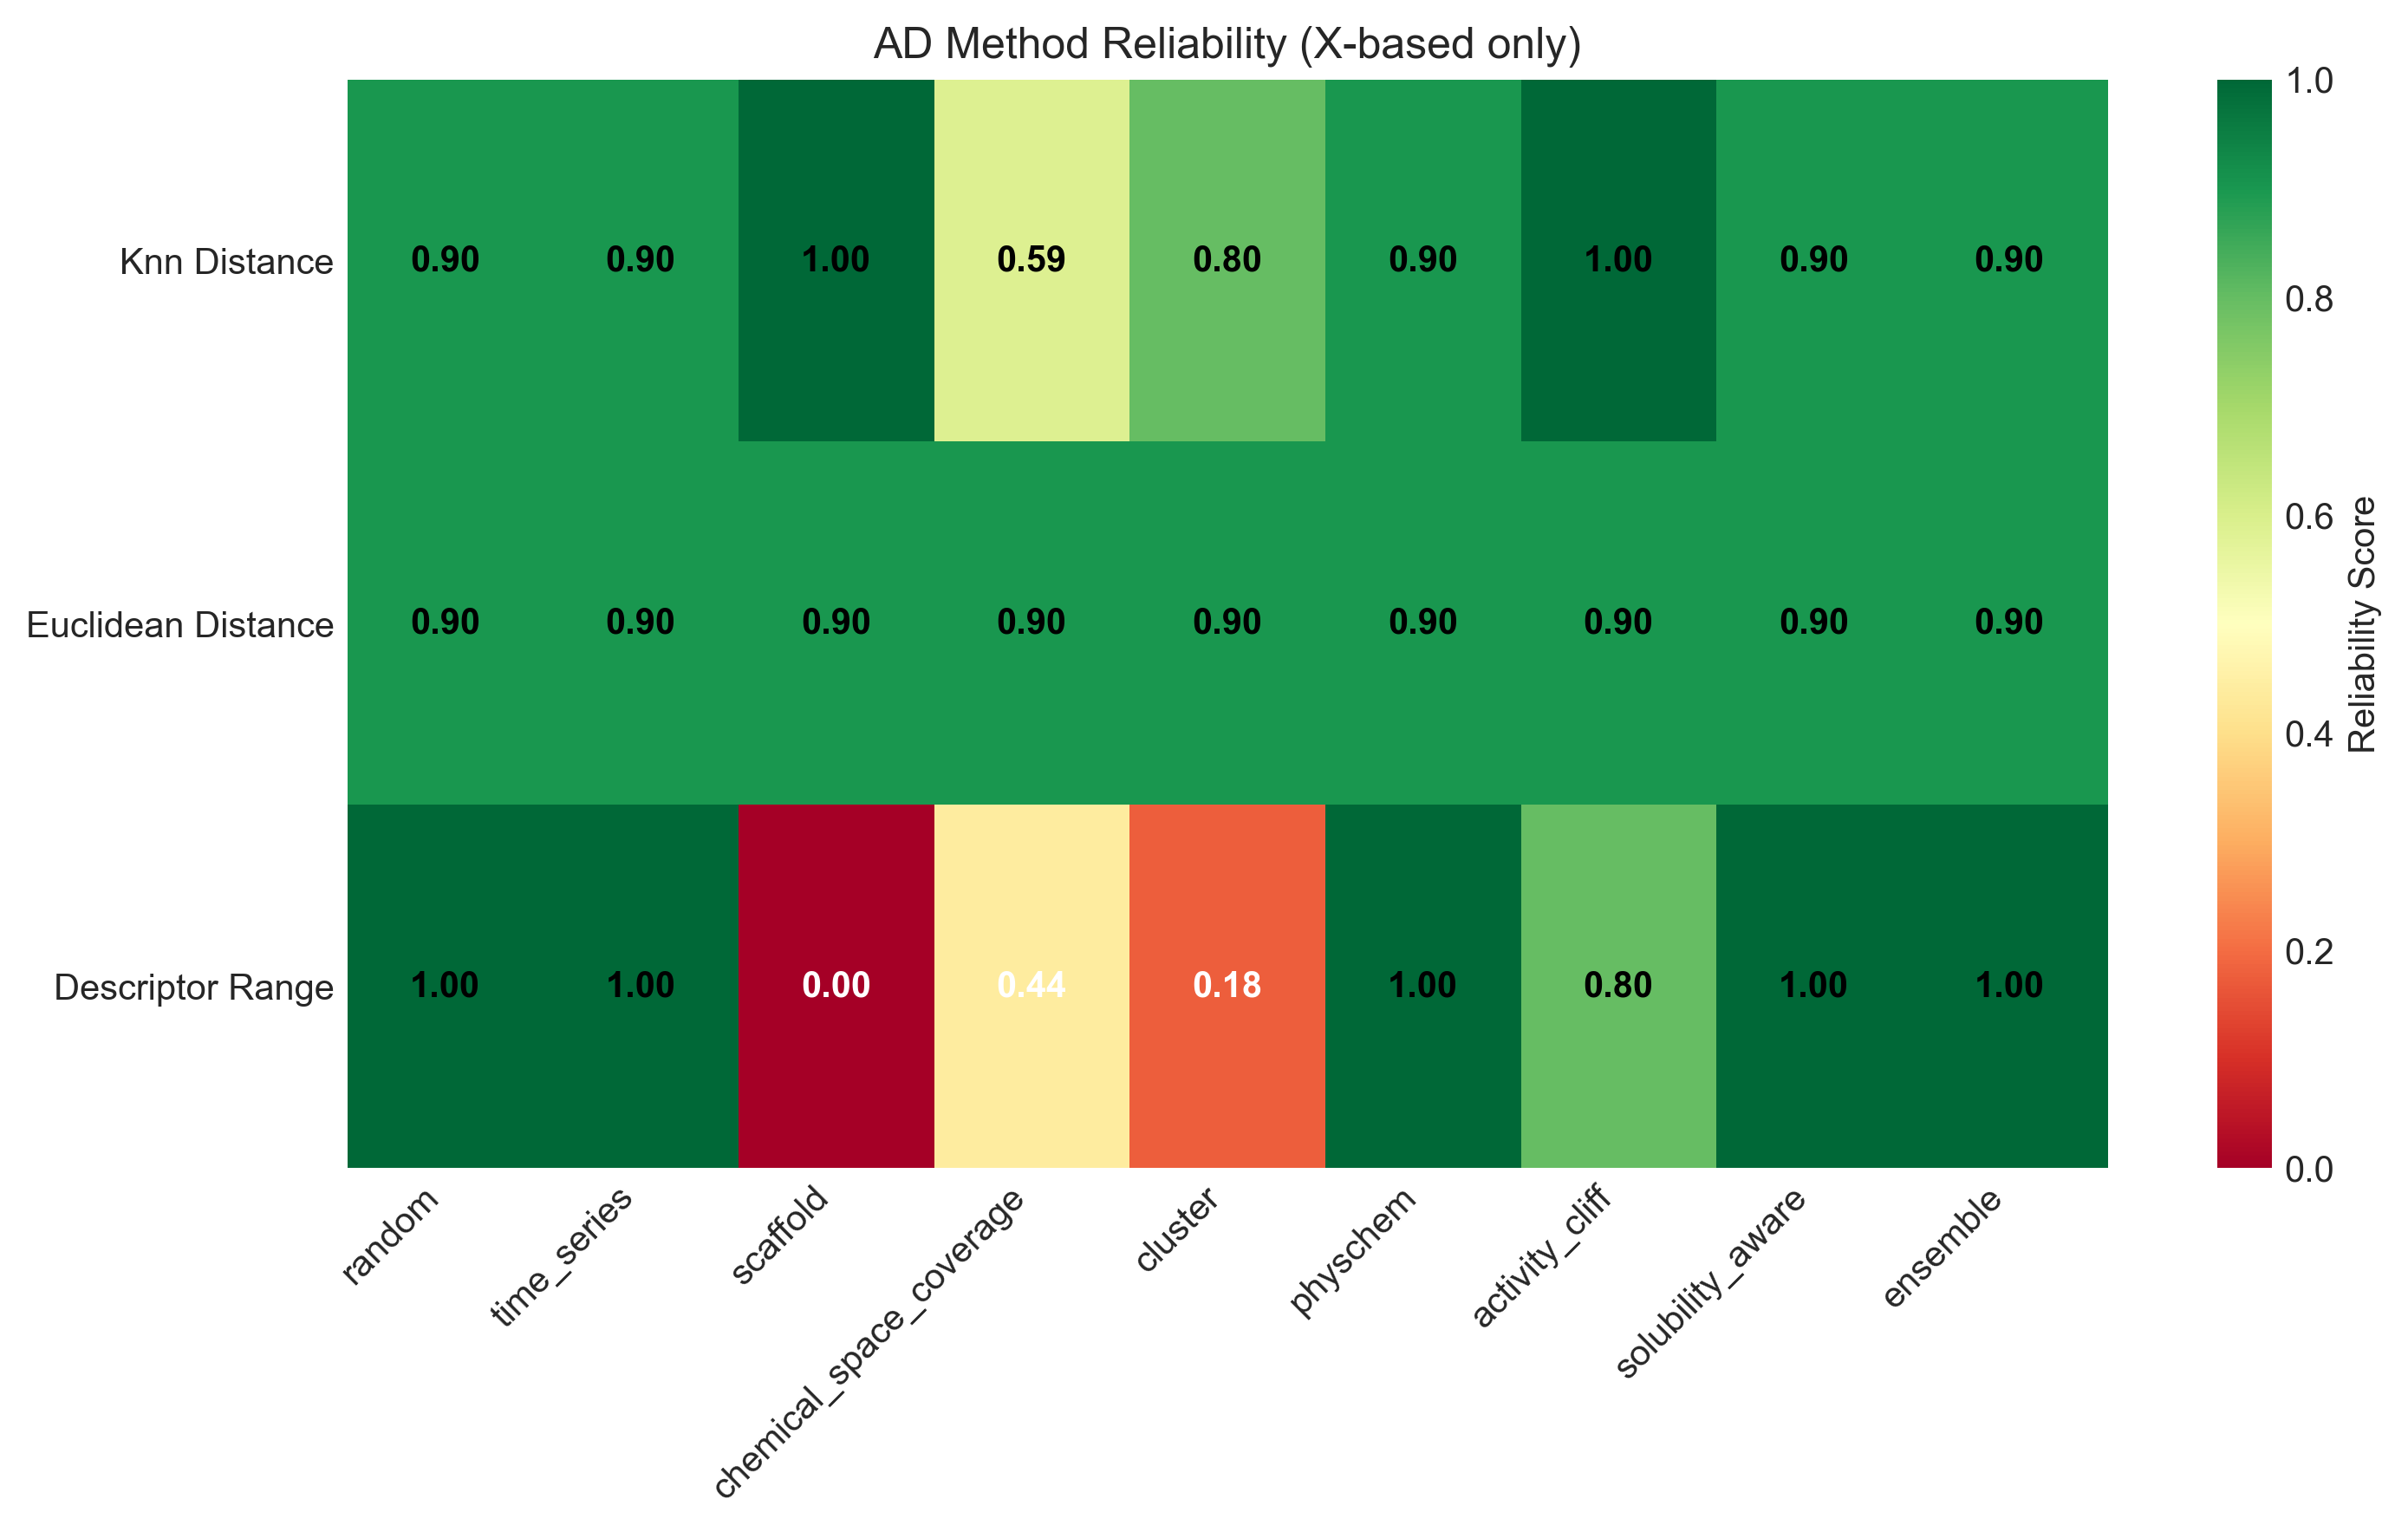 AD Method Reliability (X-based only)
Knn Distance 0.90 0.90 1.00 0.59 0.80 0.90 1.00 0.90 0.90
Euclidean Distance 0.90 0.90 0.90 0.90 0.90 0.90 0.90 0.90 0.90
Descriptor Range 1.00 1.00 0.00 0.44 0.18 1.00 0.80 1.00 1.00
random
time_series
scaffold
chemical_space_coverage
cluster
physchem
activity_cliff
solubility_aware
ensemble
1.0
0.8
0.6
0.4
0.2
0.0
Reliability Score